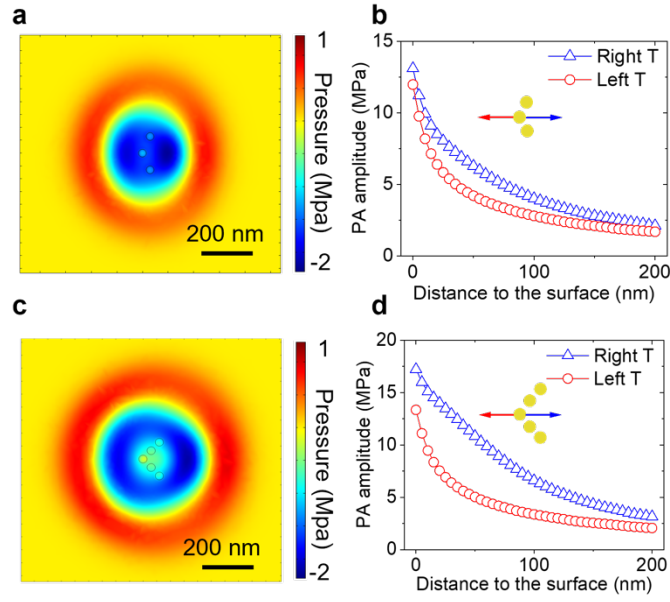 a
1
Pressure (Mpa)
-2
200 nm
b
15
10
5
0
PA amplitude (MPa)
Right T
Left T
0
100
200
Distance to the surface (nm)
c
1
Pressure (Mpa)
-2
200 nm
d
20
15
10
5
0
PA amplitude (MPa)
Right T
Left T
0
100
200
Distance to the surface (nm)